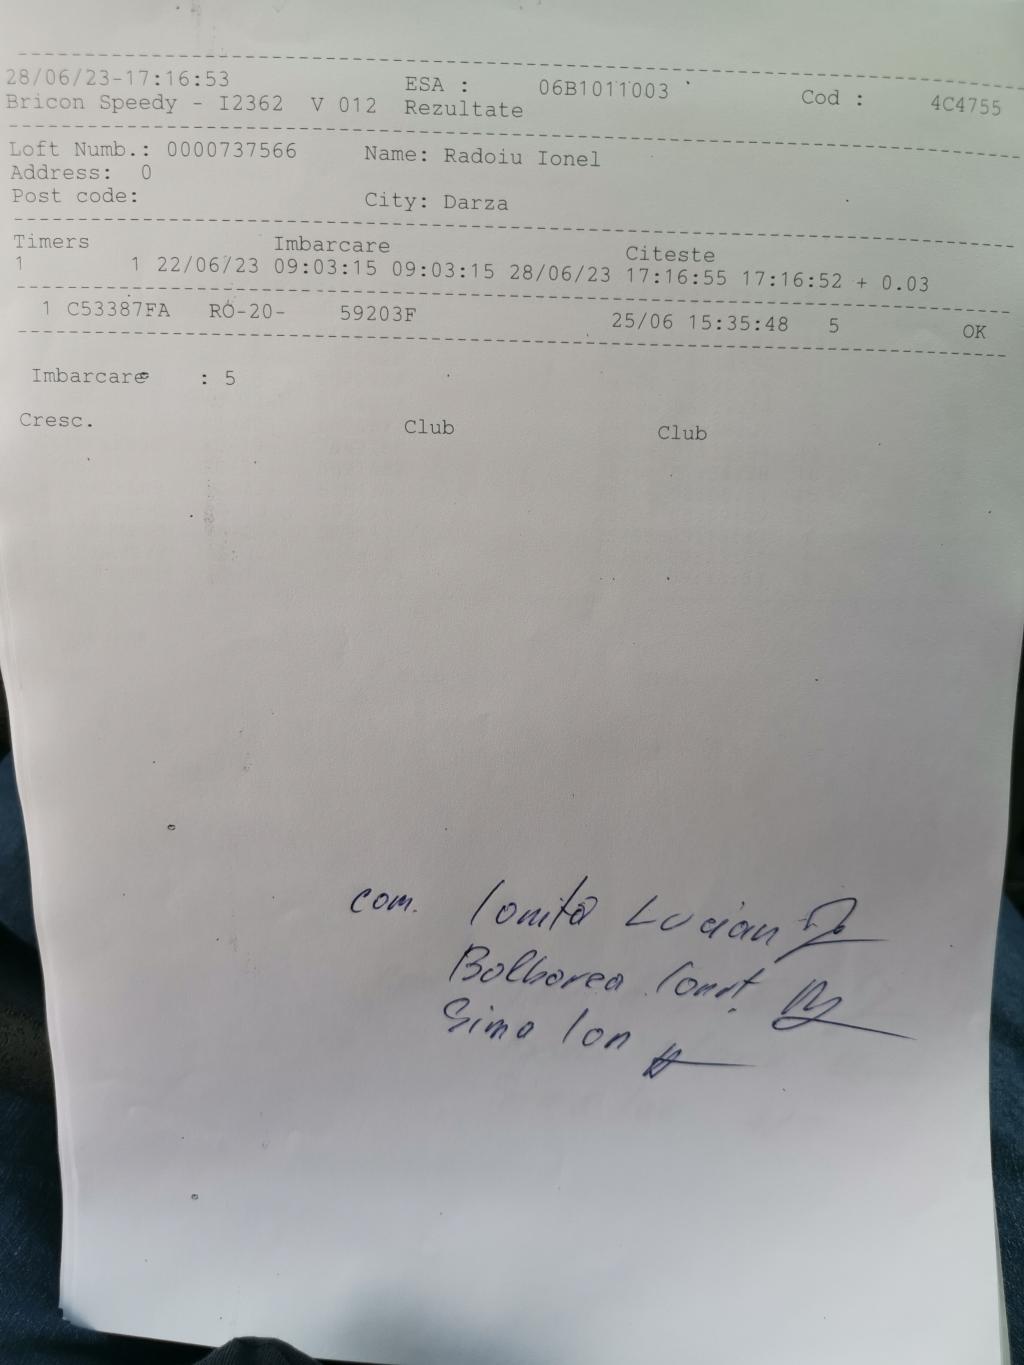 28/06/23-17:16:53 ESA : 06B1011003 Cod : 4C4755
Bricon Speedy - I2362 V 012 Rezultate
Loft Numb.: 0000737566 Name: Radoiu Ionel
Address: 0
Post code: City: Darza
Timers Imbarcare Citeste
1 1 22/06/23 09:03:15 09:03:15 28/06/23 17:16:55 17:16:52 + 0.03
1 C53387FA RO-20- 59203F 25/06 15:35:48 5 OK
Imbarcare : 5
Cresc. Club Club
com. Ioniță Lucian
Bolborea
Sima Ion